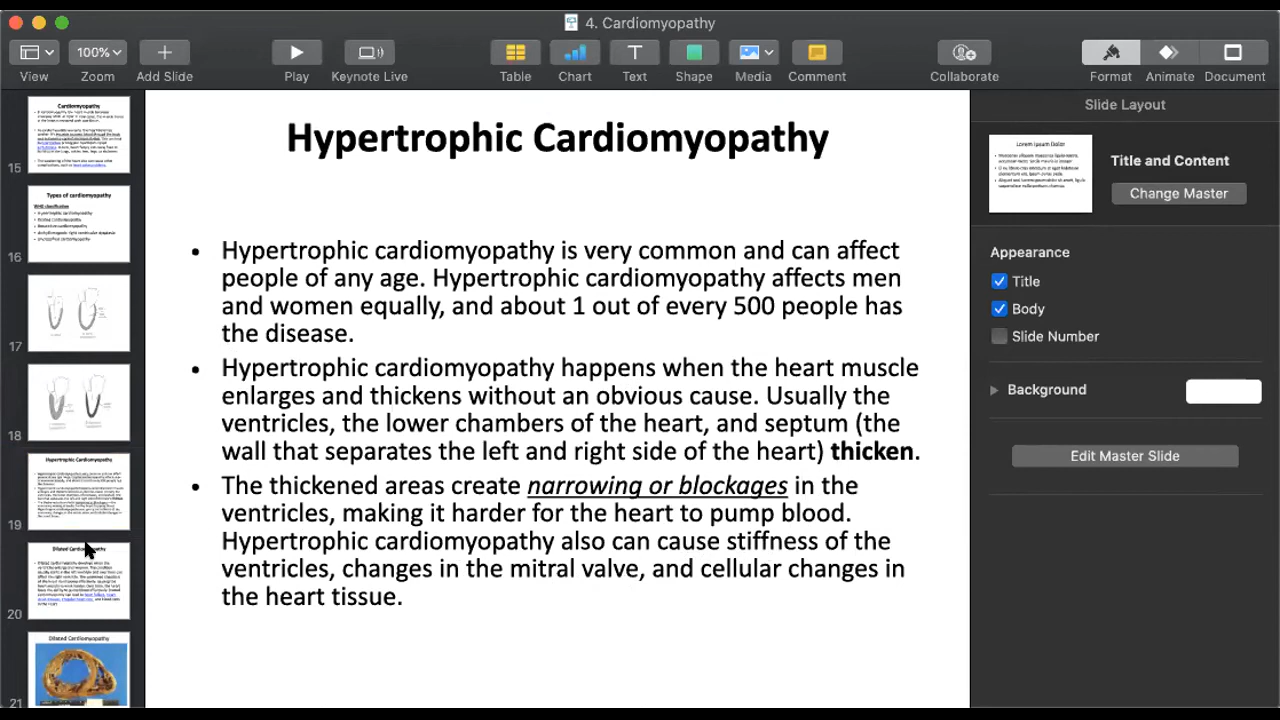 4. Cardiomyopathy
100%
View
Zoom
Add Slide
Play
Keynote Live
Table
Chart
Text
Shape
Media
Comment
Collaborate
Format
Animate
Document
Cardiomyopathy
15
Types of cardiomyopathy
16
17
18
Hypertrophic Cardiomyopathy
19
Dilated Cardiomyopathy
20
Dilated Cardiomyopathy
21
Hypertrophic Cardiomyopathy
• Hypertrophic cardiomyopathy is very common and can affect
people of any age. Hypertrophic cardiomyopathy affects men
and women equally, and about 1 out of every 500 people has
the disease.
• Hypertrophic cardiomyopathy happens when the heart muscle
enlarges and thickens without an obvious cause. Usually the
ventricles, the lower chambers of the heart, and septum (the
wall that separates the left and right side of the heart) thicken.
• The thickened areas create narrowing or blockages in the
ventricles, making it harder for the heart to pump blood.
Hypertrophic cardiomyopathy also can cause stiffness of the
ventricles, changes in the mitral valve, and cellular changes in
the heart tissue.
Slide Layout
Lorem Ipsum Dolor
Title and Content
Change Master
Appearance
Title
Body
Slide Number
Background
Edit Master Slide